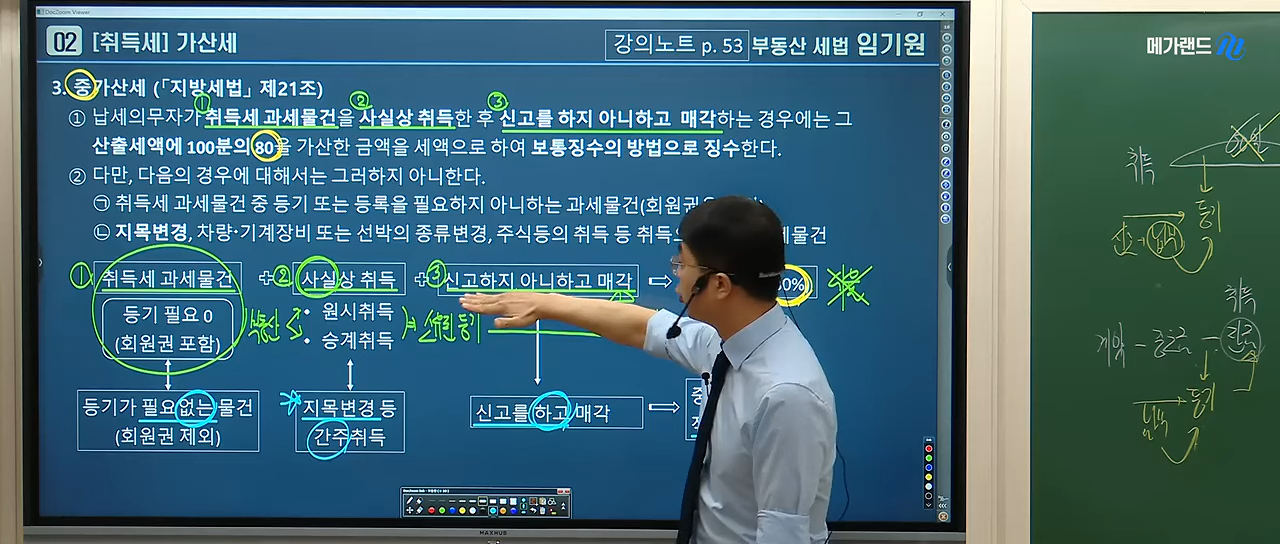 DocZoom Viewer
02 [취득세] 가산세
강의노트 p. 53 부동산 세법 임기원
메가랜드
3. 중가산세 (「지방세법」 제21조)
① ② ③
① 납세의무자가 취득세 과세물건을 사실상 취득한 후 신고를 하지 아니하고 매각하는 경우에는 그
산출세액에 100분의 80을 가산한 금액을 세액으로 하여 보통징수의 방법으로 징수한다.
② 다만, 다음의 경우에 대해서는 그러하지 아니한다.
㉠ 취득세 과세물건 중 등기 또는 등록을 필요하지 아니하는 과세물건(회원권
㉡ 지목변경, 차량·기계장비 또는 선박의 종류변경, 주식등의 취득 등 취득
① 취득세 과세물건 + ② 사실상 취득 + ③ 신고하지 아니하고 매각
등기 필요 0
(회원권 포함)
• 원시취득
• 승계취득
등기가 필요없는 물건
(회원권 제외)
지목변경 등
간주취득
신고를 하고 매각
취득
등기
취득
등기
MAXHUB